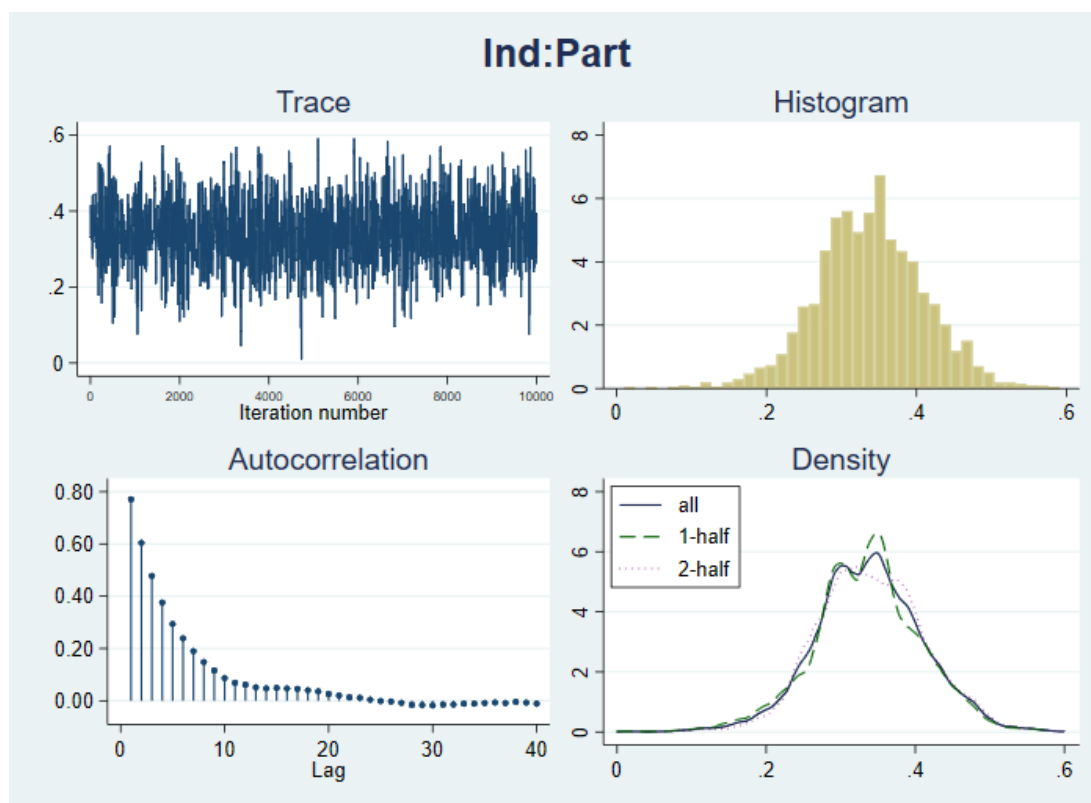 Ind:Part
Trace
.6
.4
.2
0
0 2000 4000 6000 8000 10000
Iteration number
Histogram
8
6
4
2
0
0 .2 .4 .6
Autocorrelation
0.80
0.60
0.40
0.20
0.00
0 10 20 30 40
Lag
Density
8
6
4
2
0
all
1-half
2-half
0 .2 .4 .6